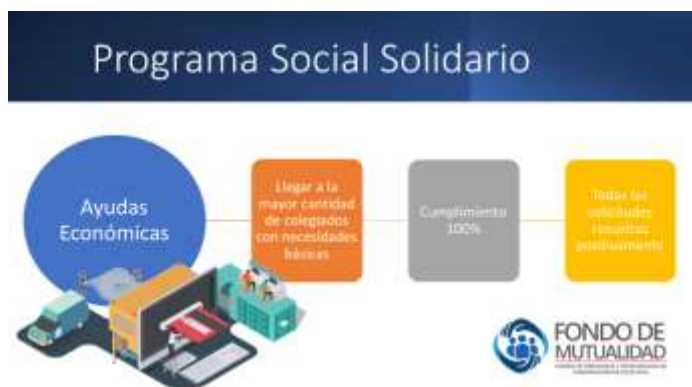 Programa Social Solidario
Ayudas
Económicas
Llegar a la
mayor cantidad
de colegiados
con necesidades
básicas
Cumplimiento
100%
Todas las
solicitudes
resueltas
positivamente
FONDO DE
MUTUALIDAD